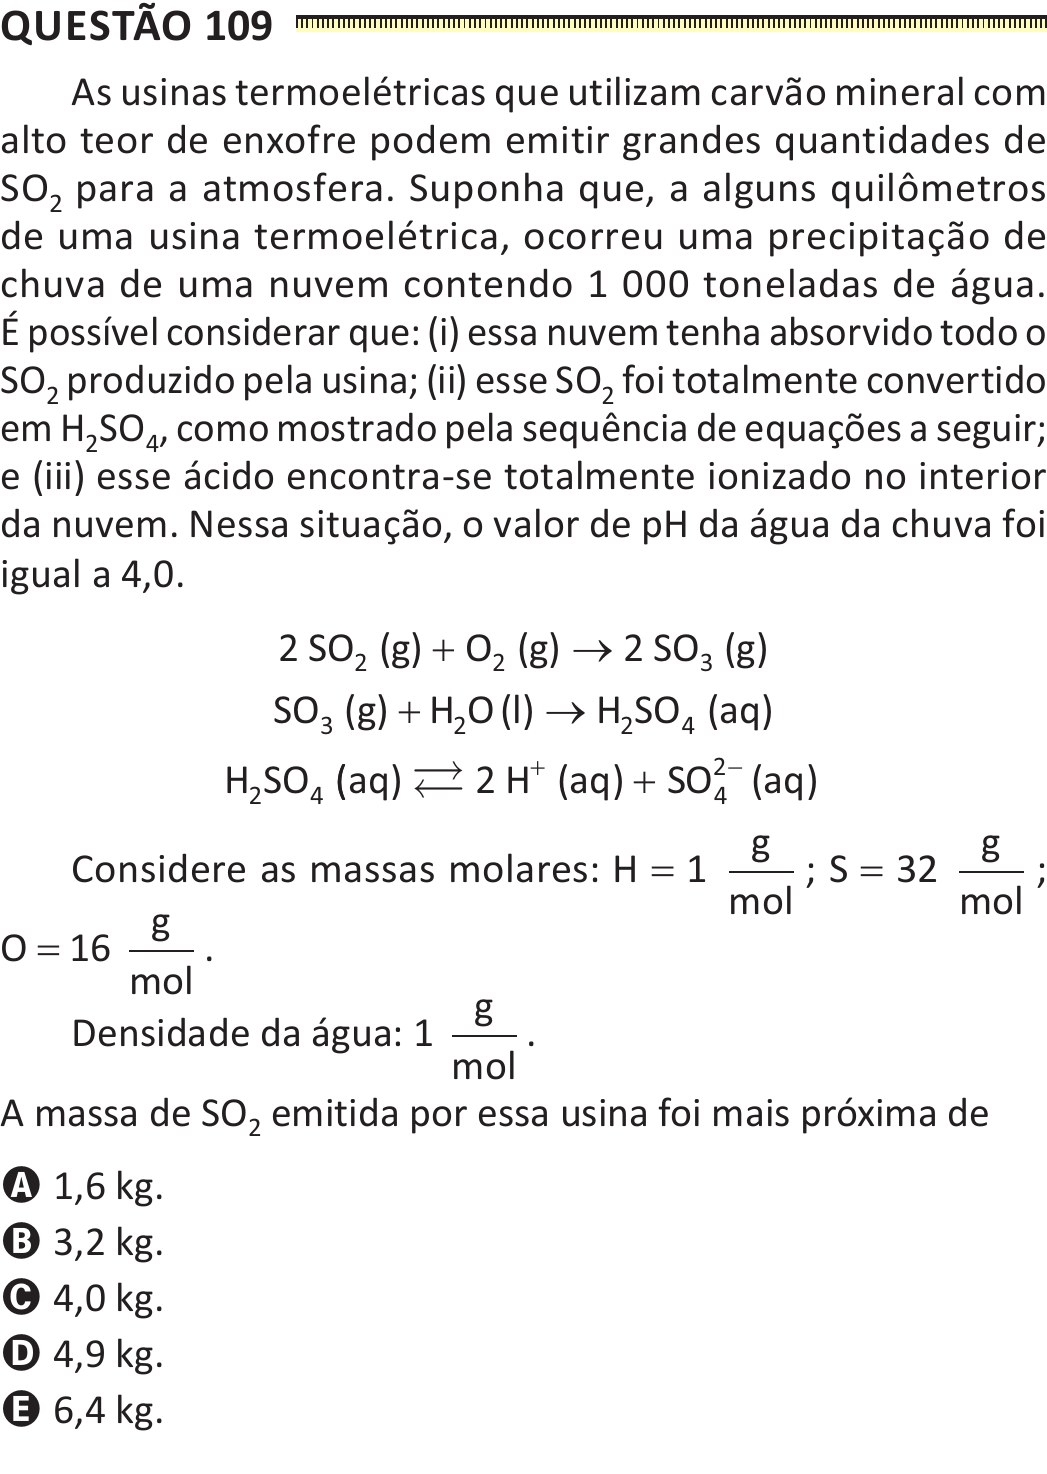 QUESTÃO 109
As usinas termoelétricas que utilizam carvão mineral com
alto teor de enxofre podem emitir grandes quantidades de
SO₂ para a atmosfera. Suponha que, a alguns quilômetros
de uma usina termoelétrica, ocorreu uma precipitação de
chuva de uma nuvem contendo 1 000 toneladas de água.
É possível considerar que: (i) essa nuvem tenha absorvido todo o
SO₂ produzido pela usina; (ii) esse SO₂ foi totalmente convertido
em H₂SO₄, como mostrado pela sequência de equações a seguir;
e (iii) esse ácido encontra-se totalmente ionizado no interior
da nuvem. Nessa situação, o valor de pH da água da chuva foi
igual a 4,0.
2 SO₂ (g) + O₂ (g) → 2 SO₃ (g)
SO₃ (g) + H₂O (l) → H₂SO₄ (aq)
H₂SO₄ (aq) ⇄ 2 H⁺ (aq) + SO₄²⁻ (aq)
Considere as massas molares: H = 1 g/mol ; S = 32 g/mol ;
O = 16 g/mol .
Densidade da água: 1 g/mol .
A massa de SO₂ emitida por essa usina foi mais próxima de
A 1,6 kg.
B 3,2 kg.
C 4,0 kg.
D 4,9 kg.
E 6,4 kg.